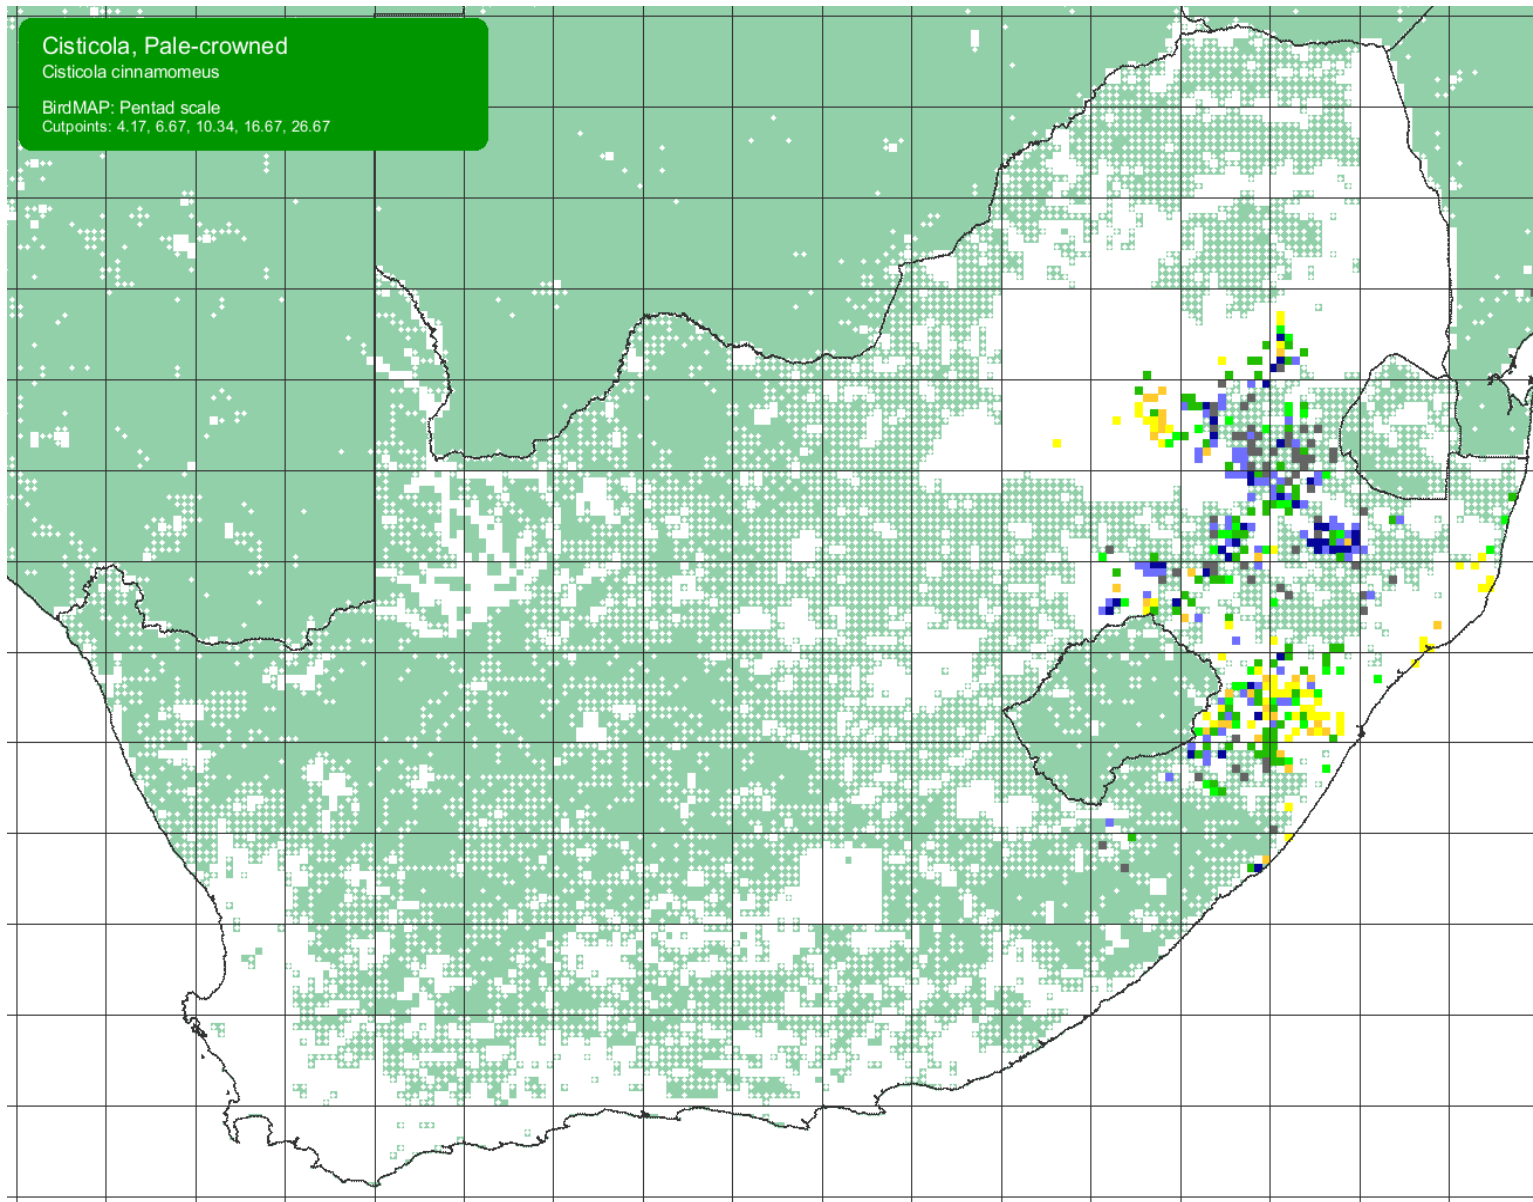 Cisticola, Pale-crowned
Cisticola cinnamomeus
BirdMAP: Pentad scale
Cutpoints: 4.17, 6.67, 10.34, 16.67, 26.67